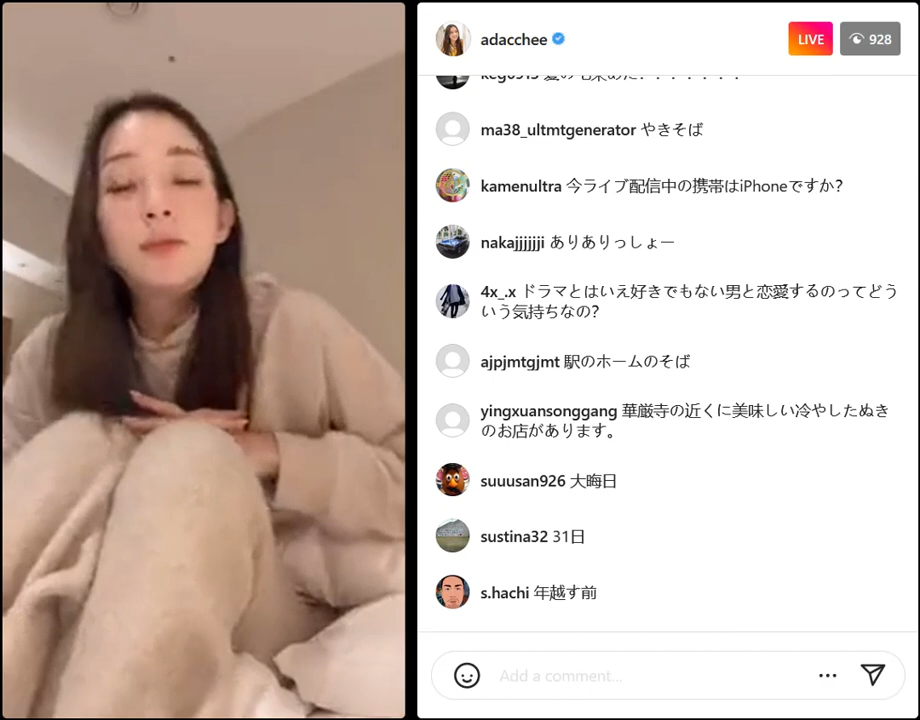 adacchee
LIVE
928
ma38_ultmtgenerator やきそば
kamenultra 今ライブ配信中の携帯はiPhoneですか?
nakajjjjjji ありありっしょー
4x_.x ドラマとはいえ好きでもない男と恋愛するのってどう
いう気持ちなの?
ajpjmtgjmt 駅のホームのそば
yingxuansonggang 華厳寺の近くに美味しい冷やしたぬき
のお店があります。
suuusan926 大晦日
sustina32 31日
s.hachi 年越す前
Add a comment...